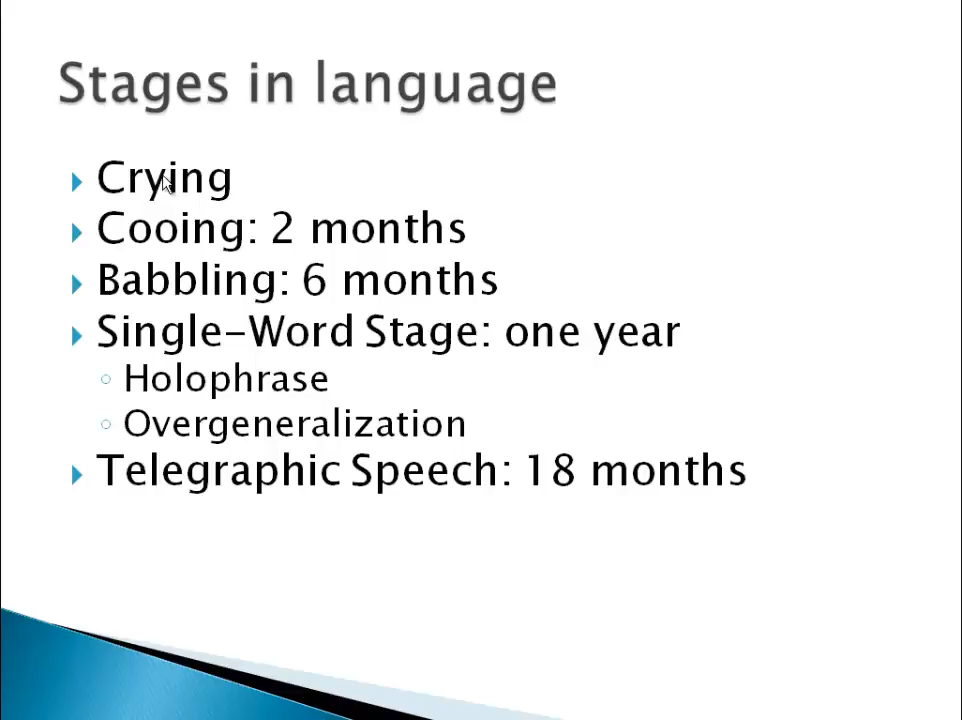 Stages in language
Crying
Cooing: 2 months
Babbling: 6 months
Single-Word Stage: one year
Holophrase
Overgeneralization
Telegraphic Speech: 18 months